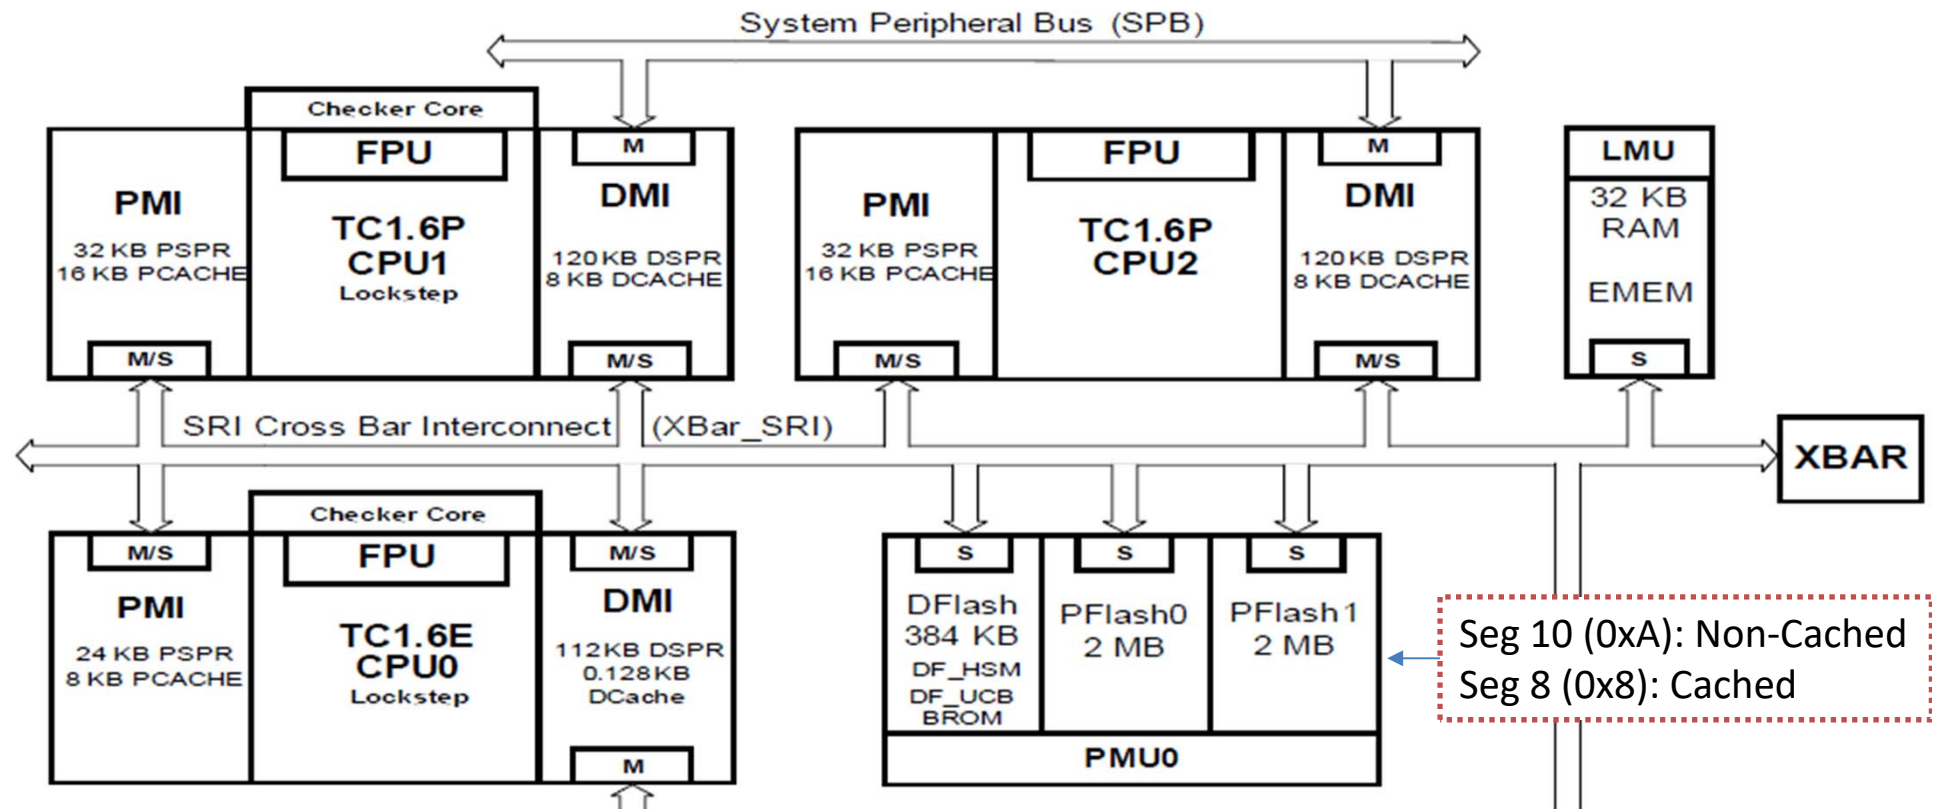 System Peripheral Bus (SPB)
Checker Core
FPU
M
PMI
32 KB PSPR
16 KB PCACHE
TC1.6P
CPU1
Lockstep
DMI
120 KB DSPR
8 KB DCACHE
M/S
M/S
FPU
M
PMI
32 KB PSPR
16 KB PCACHE
TC1.6P
CPU2
DMI
120 KB DSPR
8 KB DCACHE
M/S
M/S
LMU
32 KB
RAM
EMEM
S
SRI Cross Bar Interconnect (XBar_SRI)
XBAR
Checker Core
M/S
FPU
M/S
PMI
24 KB PSPR
8 KB PCACHE
TC1.6E
CPU0
Lockstep
DMI
112KB DSPR
0.128KB
DCache
M
S
S
S
DFlash
384 KB
DF_HSM
DF_UCB
BROM
PFlash0
2 MB
PFlash1
2 MB
PMU0
Seg 10 (0xA): Non-Cached
Seg 8 (0x8): Cached